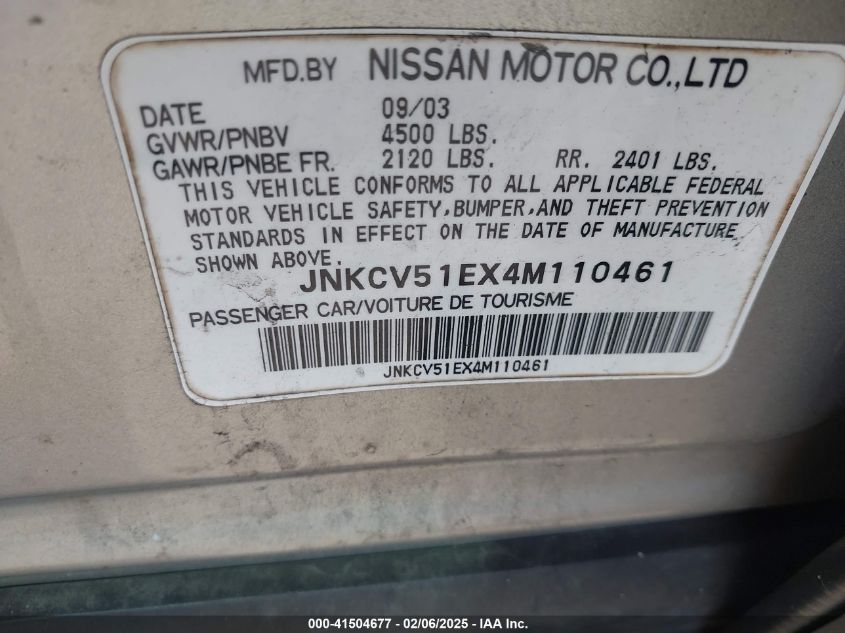 MFD.BY NISSAN MOTOR CO.,LTD
DATE 09/03
GVWR/PNBV 4500 LBS.
GAWR/PNBE FR. 2120 LBS. RR. 2401 LBS.
THIS VEHICLE CONFORMS TO ALL APPLICABLE FEDERAL
MOTOR VEHICLE SAFETY,BUMPER,AND THEFT PREVENTION
STANDARDS IN EFFECT ON THE DATE OF MANUFACTURE
SHOWN ABOVE.
JNKCV51EX4M110461
PASSENGER CAR/VOITURE DE TOURISME
JNKCV51EX4M110461
000-41504677 - 02/06/2025 - IAA Inc.